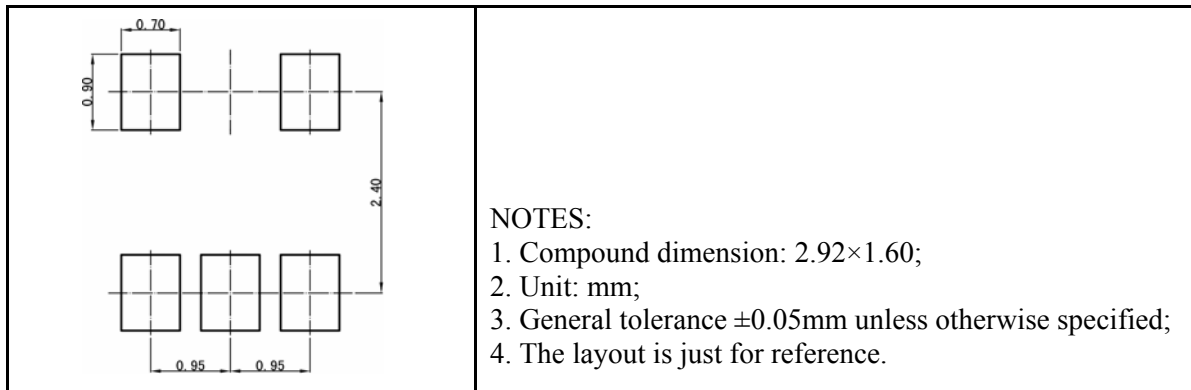 0.70
0.90
2.40
0.95
0.95
NOTES:
1. Compound dimension: 2.92×1.60;
2. Unit: mm;
3. General tolerance ±0.05mm unless otherwise specified;
4. The layout is just for reference.